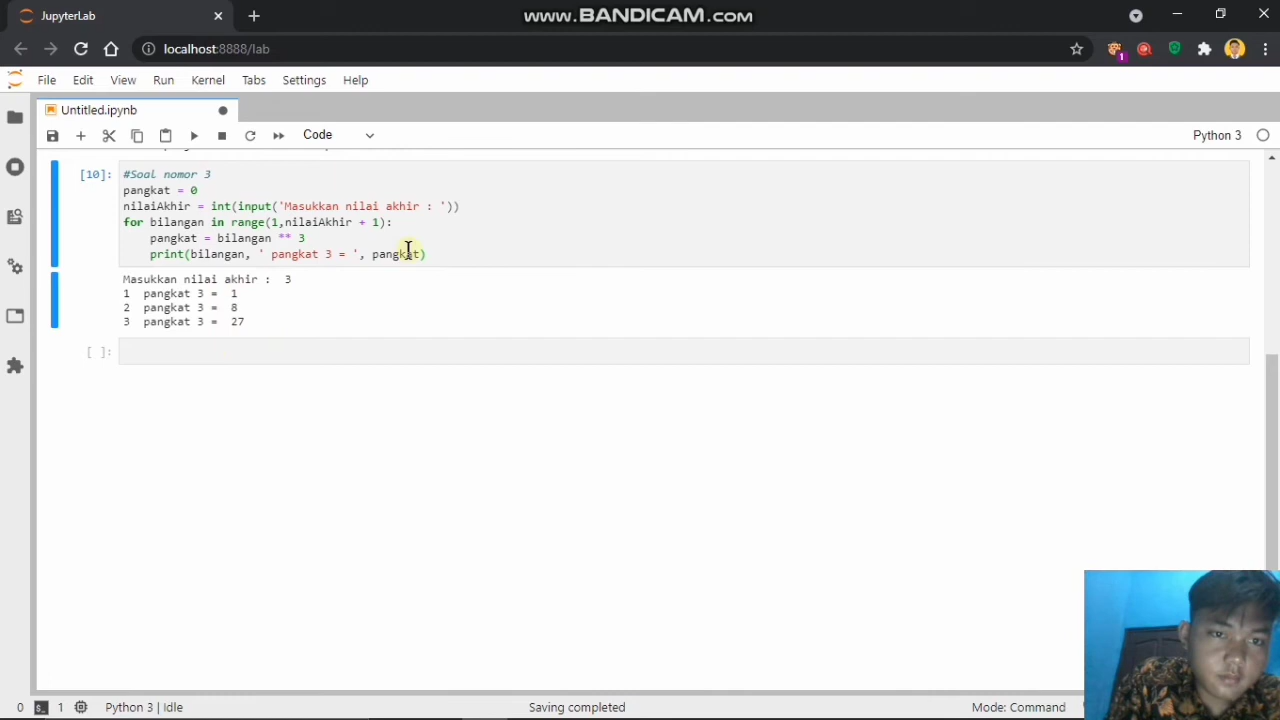 JupyterLab
www.BANDICAM.com
localhost:8888/lab
1
File Edit View Run Kernel Tabs Settings Help
Untitled.ipynb
Code
Python 3
[10]: #Soal nomor 3
pangkat = 0
nilaiAkhir = int(input('Masukkan nilai akhir : '))
for bilangan in range(1,nilaiAkhir + 1):
    pangkat = bilangan ** 3
    print(bilangan, ' pangkat 3 = ', pangkat)
Masukkan nilai akhir :  3
1  pangkat 3 =  1
2  pangkat 3 =  8
3  pangkat 3 =  27
[ ]:
0 1 Python 3 | Idle Saving completed Mode: Command